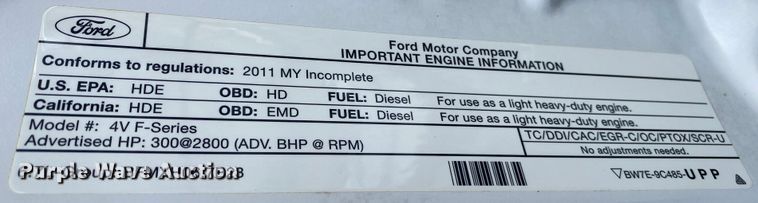 Ford
Ford Motor Company
IMPORTANT ENGINE INFORMATION
Conforms to regulations: 2011 MY Incomplete
U.S. EPA: HDE OBD: HD FUEL: Diesel For use as a light heavy-duty engine.
California: HDE OBD: EMD FUEL: Diesel For use as a light heavy-duty engine.
Model #: 4V F-Series
Advertised HP: 300@2800 (ADV. BHP @ RPM)
TC/DDI/CAC/EGR-C/OC/PTOX/SCR-U
No adjustments needed.
Purple Wave Auction
BW7E-9C485-UPP